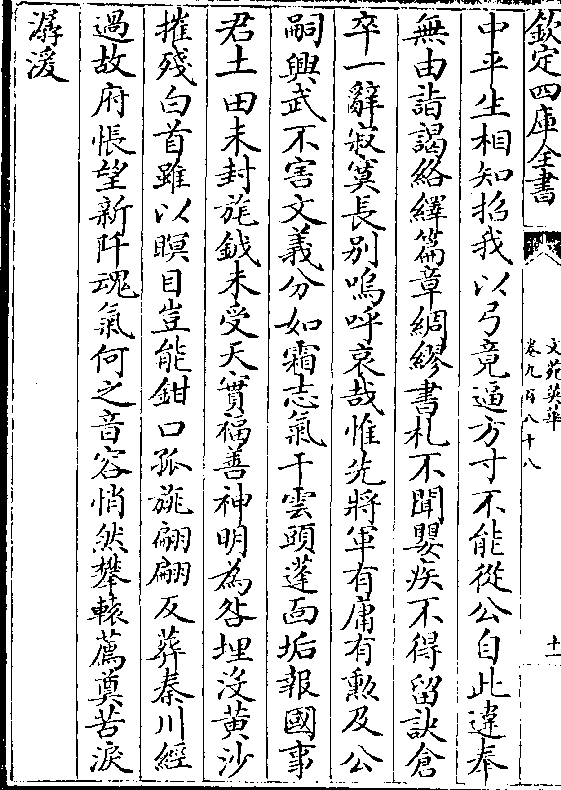 欽定四庫全書
文苑英華
卷九百八十八
十一
中平生相知招我以弓竟逼方寸不能從公自此違奉
無由詣謁絡繹篇章綢繆書札不聞嬰疾不得留訣倉
卒一辭寂寞長別嗚呼哀哉惟先將軍有庸有勲及公
嗣興武不害文義分如霜志氣干雲頭蓬面垢報國事
君土田未封旄鉞未受天實福善神明為咎埋没黄沙
摧殘白首雖以瞑目豈能鉗口孤旐翩翩反葬秦川經
過故府悵望新阡魂氣何之音容悄然攀轅薦奠苦淚
潺湲